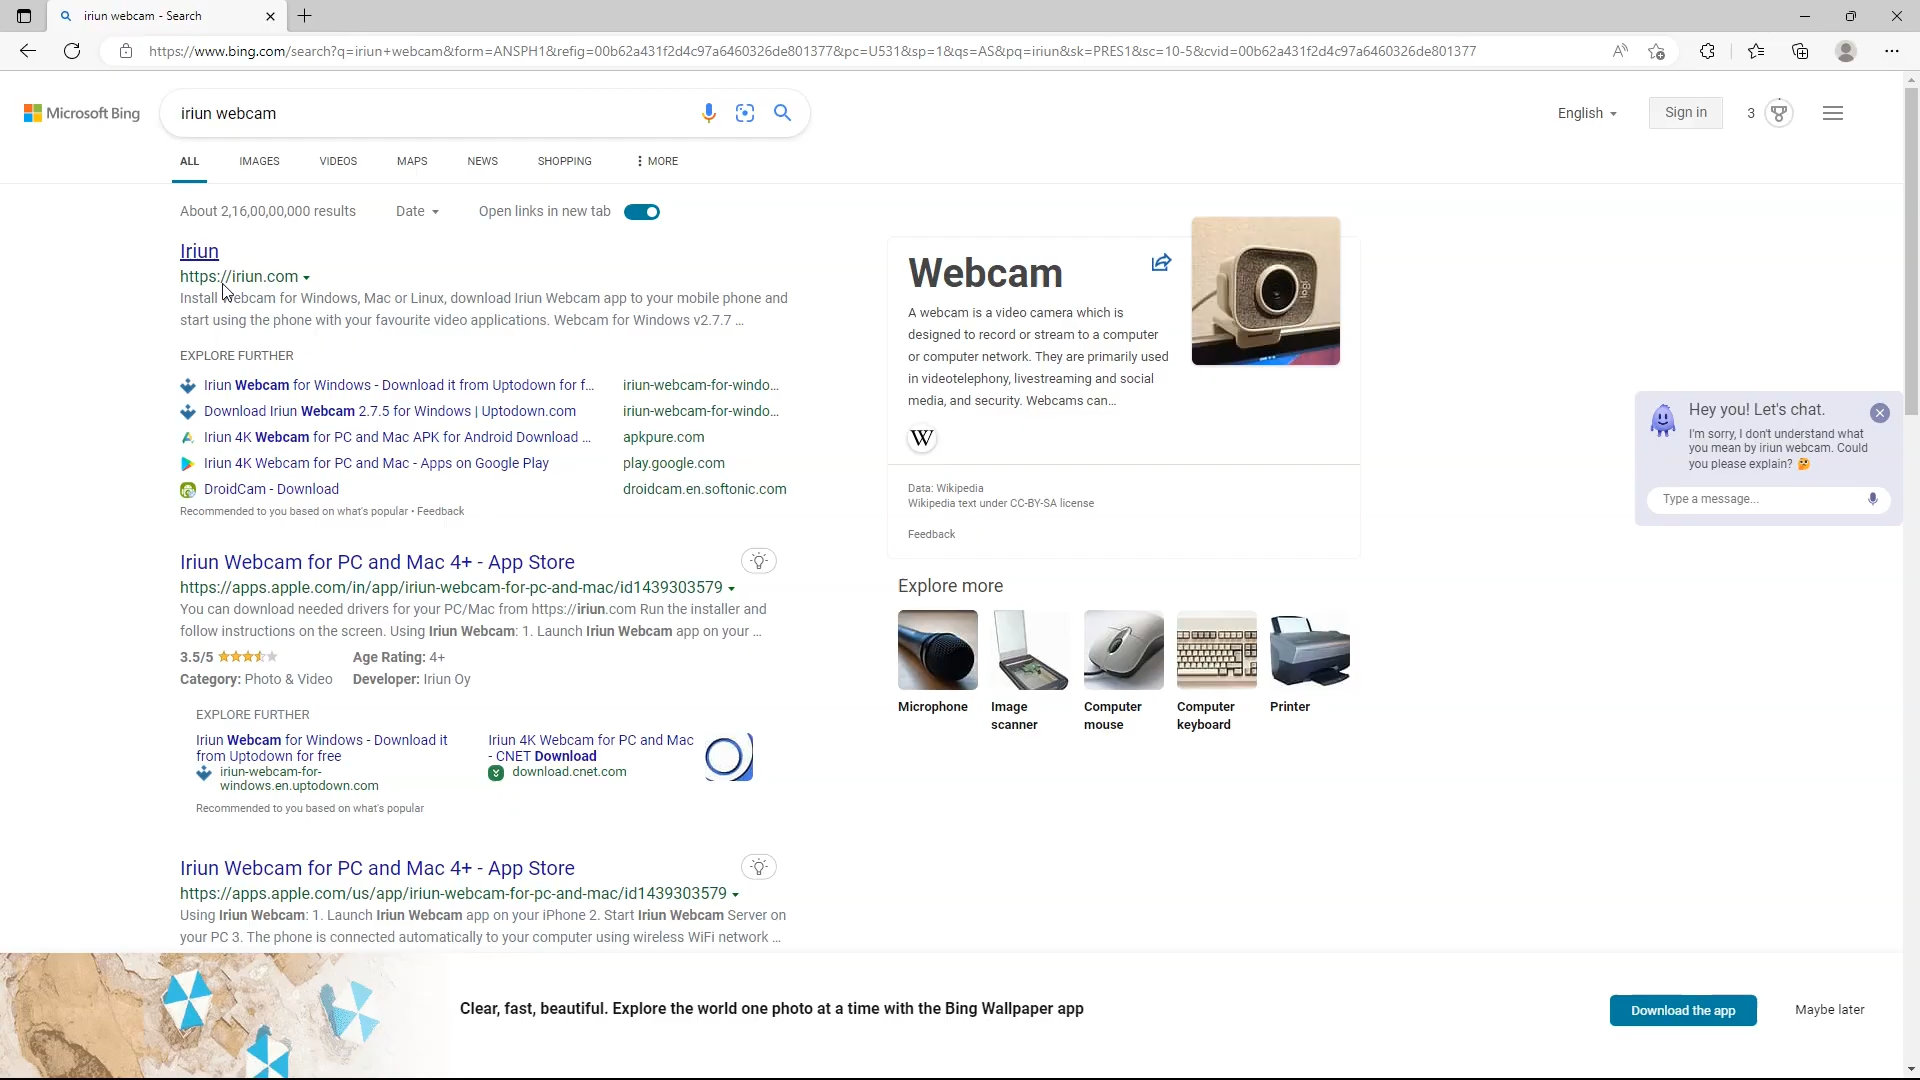 iriun webcam - Search
https://www.bing.com/search?q=iriun+webcam&form=ANSPH1&refig=00b62a431f2d4c97a6460326de801377&pc=U531&sp=1&qs=AS&pq=iriun&sk=PRES1&sc=10-5&cvid=00b62a431f2d4c97a6460326de801377
Microsoft Bing
iriun webcam
English
Sign in
3
ALL IMAGES VIDEOS MAPS NEWS SHOPPING MORE
About 2,16,00,00,000 results Date Open links in new tab
Iriun
https://iriun.com
Install Webcam for Windows, Mac or Linux, download Iriun Webcam app to your mobile phone and
start using the phone with your favourite video applications. Webcam for Windows v2.7.7 ...
EXPLORE FURTHER
Iriun Webcam for Windows - Download it from Uptodown for f... iriun-webcam-for-windo...
Download Iriun Webcam 2.7.5 for Windows | Uptodown.com iriun-webcam-for-windo...
Iriun 4K Webcam for PC and Mac APK for Android Download ... apkpure.com
Iriun 4K Webcam for PC and Mac - Apps on Google Play play.google.com
DroidCam - Download droidcam.en.softonic.com
Recommended to you based on what's popular • Feedback
Iriun Webcam for PC and Mac 4+ - App Store
https://apps.apple.com/in/app/iriun-webcam-for-pc-and-mac/id1439303579
You can download needed drivers for your PC/Mac from https://iriun.com Run the installer and
follow instructions on the screen. Using Iriun Webcam: 1. Launch Iriun Webcam app on your ...
3.5/5 Age Rating: 4+
Category: Photo & Video Developer: Iriun Oy
EXPLORE FURTHER
Iriun Webcam for Windows - Download it
from Uptodown for free
iriun-webcam-for-
windows.en.uptodown.com
Iriun 4K Webcam for PC and Mac
- CNET Download
download.cnet.com
Recommended to you based on what's popular
Iriun Webcam for PC and Mac 4+ - App Store
https://apps.apple.com/us/app/iriun-webcam-for-pc-and-mac/id1439303579
Using Iriun Webcam: 1. Launch Iriun Webcam app on your iPhone 2. Start Iriun Webcam Server on
your PC 3. The phone is connected automatically to your computer using wireless WiFi network ...
Webcam
A webcam is a video camera which is
designed to record or stream to a computer
or computer network. They are primarily used
in videotelephony, livestreaming and social
media, and security. Webcams can...
W
Data: Wikipedia
Wikipedia text under CC-BY-SA license
Feedback
Explore more
Microphone
Image
scanner
Computer
mouse
Computer
keyboard
Printer
Hey you! Let's chat.
I'm sorry, I don't understand what
you mean by iriun webcam. Could
you please explain? 🤔
Type a message...
Clear, fast, beautiful. Explore the world one photo at a time with the Bing Wallpaper app
Download the app
Maybe later